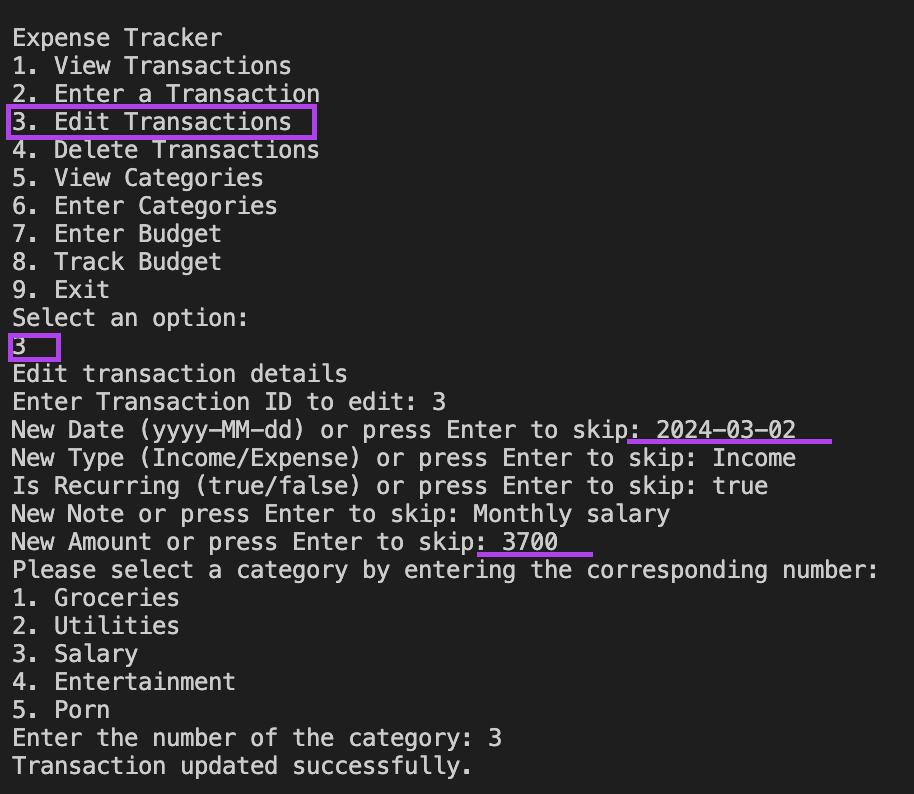 Expense Tracker
1. View Transactions
2. Enter a Transaction
3. Edit Transactions
4. Delete Transactions
5. View Categories
6. Enter Categories
7. Enter Budget
8. Track Budget
9. Exit
Select an option:
3
Edit transaction details
Enter Transaction ID to edit: 3
New Date (yyyy-MM-dd) or press Enter to skip: 2024-03-02
New Type (Income/Expense) or press Enter to skip: Income
Is Recurring (true/false) or press Enter to skip: true
New Note or press Enter to skip: Monthly salary
New Amount or press Enter to skip: 3700
Please select a category by entering the corresponding number:
1. Groceries
2. Utilities
3. Salary
4. Entertainment
5. Porn
Enter the number of the category: 3
Transaction updated successfully.